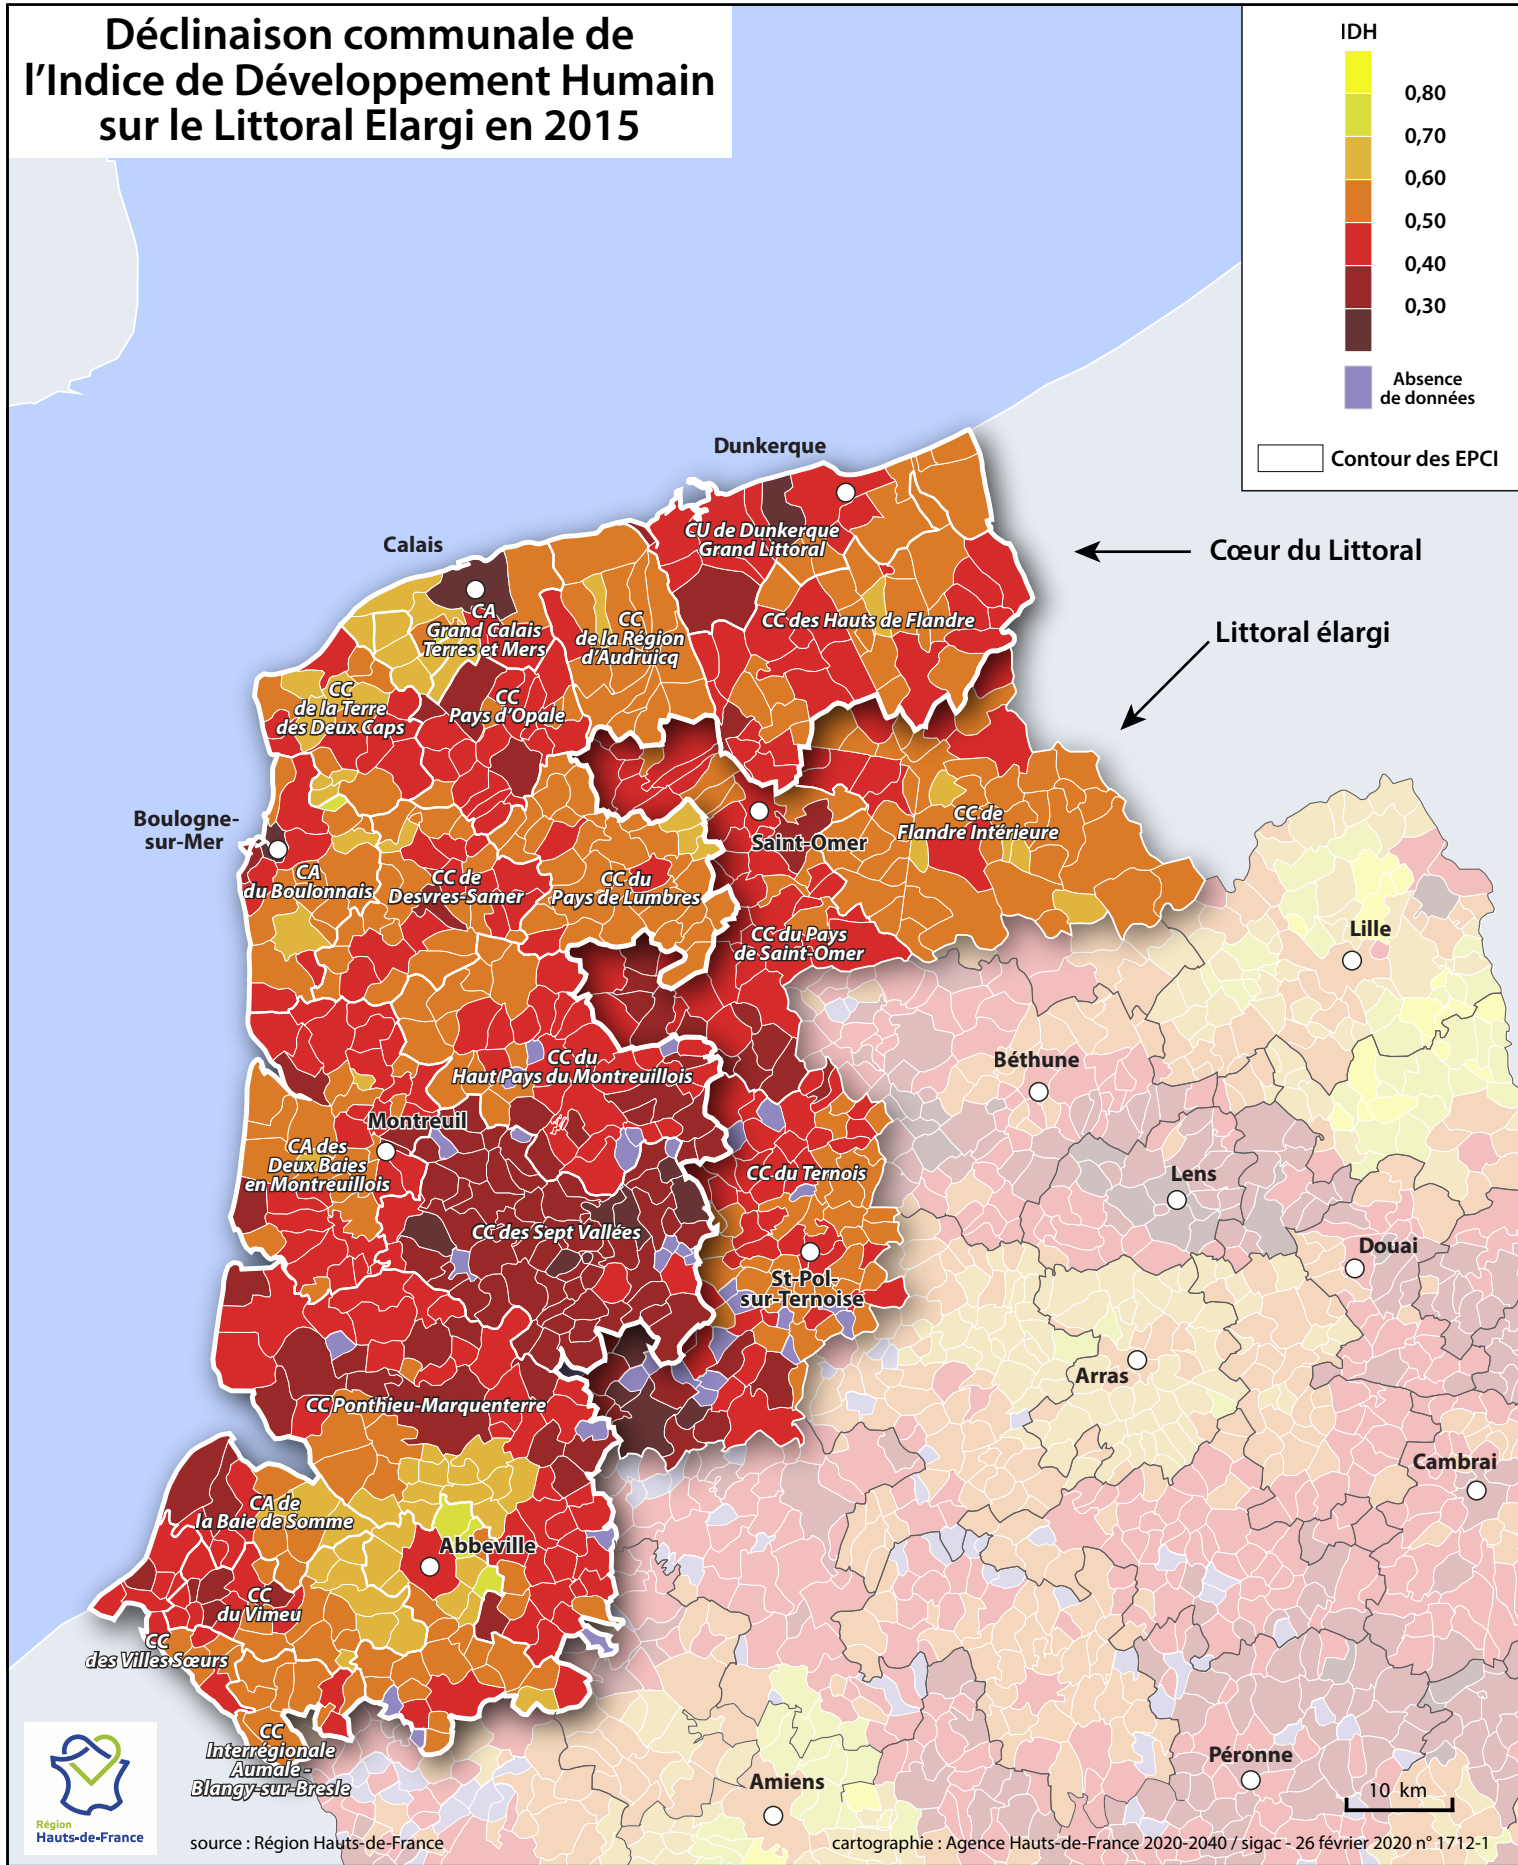 Déclinaison communale de
l'Indice de Développement Humain
sur le Littoral Elargi en 2015
IDH
0,80
0,70
0,60
0,50
0,40
0,30
Absence
de données
Contour des EPCI
Cœur du Littoral
Littoral élargi
Dunkerque
CU de Dunkerque
Grand Littoral
Calais
CA
Grand Calais
Terres et Mers
CC
de la Région
d'Audruicq
CC des Hauts de Flandre
CC
de la Terre
des Deux Caps
CC
Pays d'Opale
Boulogne-
sur-Mer
Saint-Omer
CC de
Flandre Intérieure
CA
du Boulonnais
CC de
Desvres-Samer
CC du
Pays de Lumbres
CC du Pays
de Saint-Omer
Lille
CC du
Haut Pays du Montreuillois
Béthune
Montreuil
CA des
Deux Baies
en Montreuillois
CC du Ternois
Lens
CC des Sept Vallées
Douai
St-Pol-
sur-Ternoise
Arras
CC Ponthieu-Marquenterre
Cambrai
CA de
la Baie de Somme
Abbeville
CC
du Vimeu
CC
des Villes Sœurs
CC
Interrégionale
Aumale -
Blangy-sur-Bresle
Amiens
Péronne
10 km
Région
Hauts-de-France
source : Région Hauts-de-France
cartographie : Agence Hauts-de-France 2020-2040 / sigac - 26 février 2020 n° 1712-1